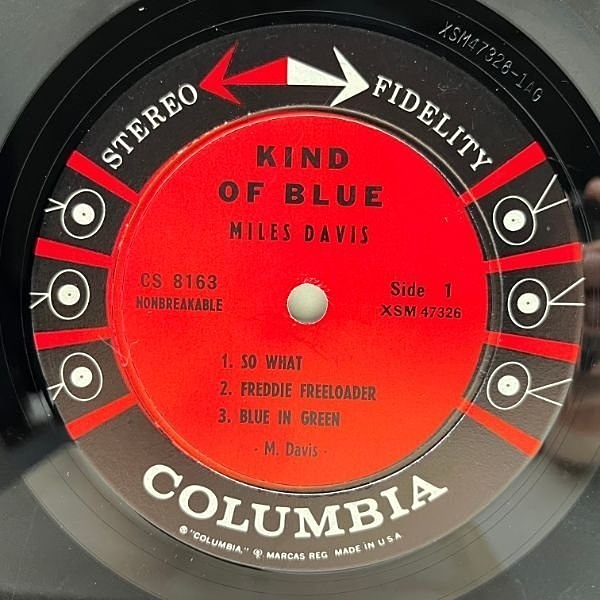 XSM47326-1AG
STEREO FIDELITY
KIND
OF BLUE
MILES DAVIS
CS 8163
NONBREAKABLE
Side 1
XSM 47326
1. SO WHAT
2. FREDDIE FREELOADER
3. BLUE IN GREEN
- M. Davis -
COLUMBIA
® "COLUMBIA," ® MARCAS REG. MADE IN U.S.A.